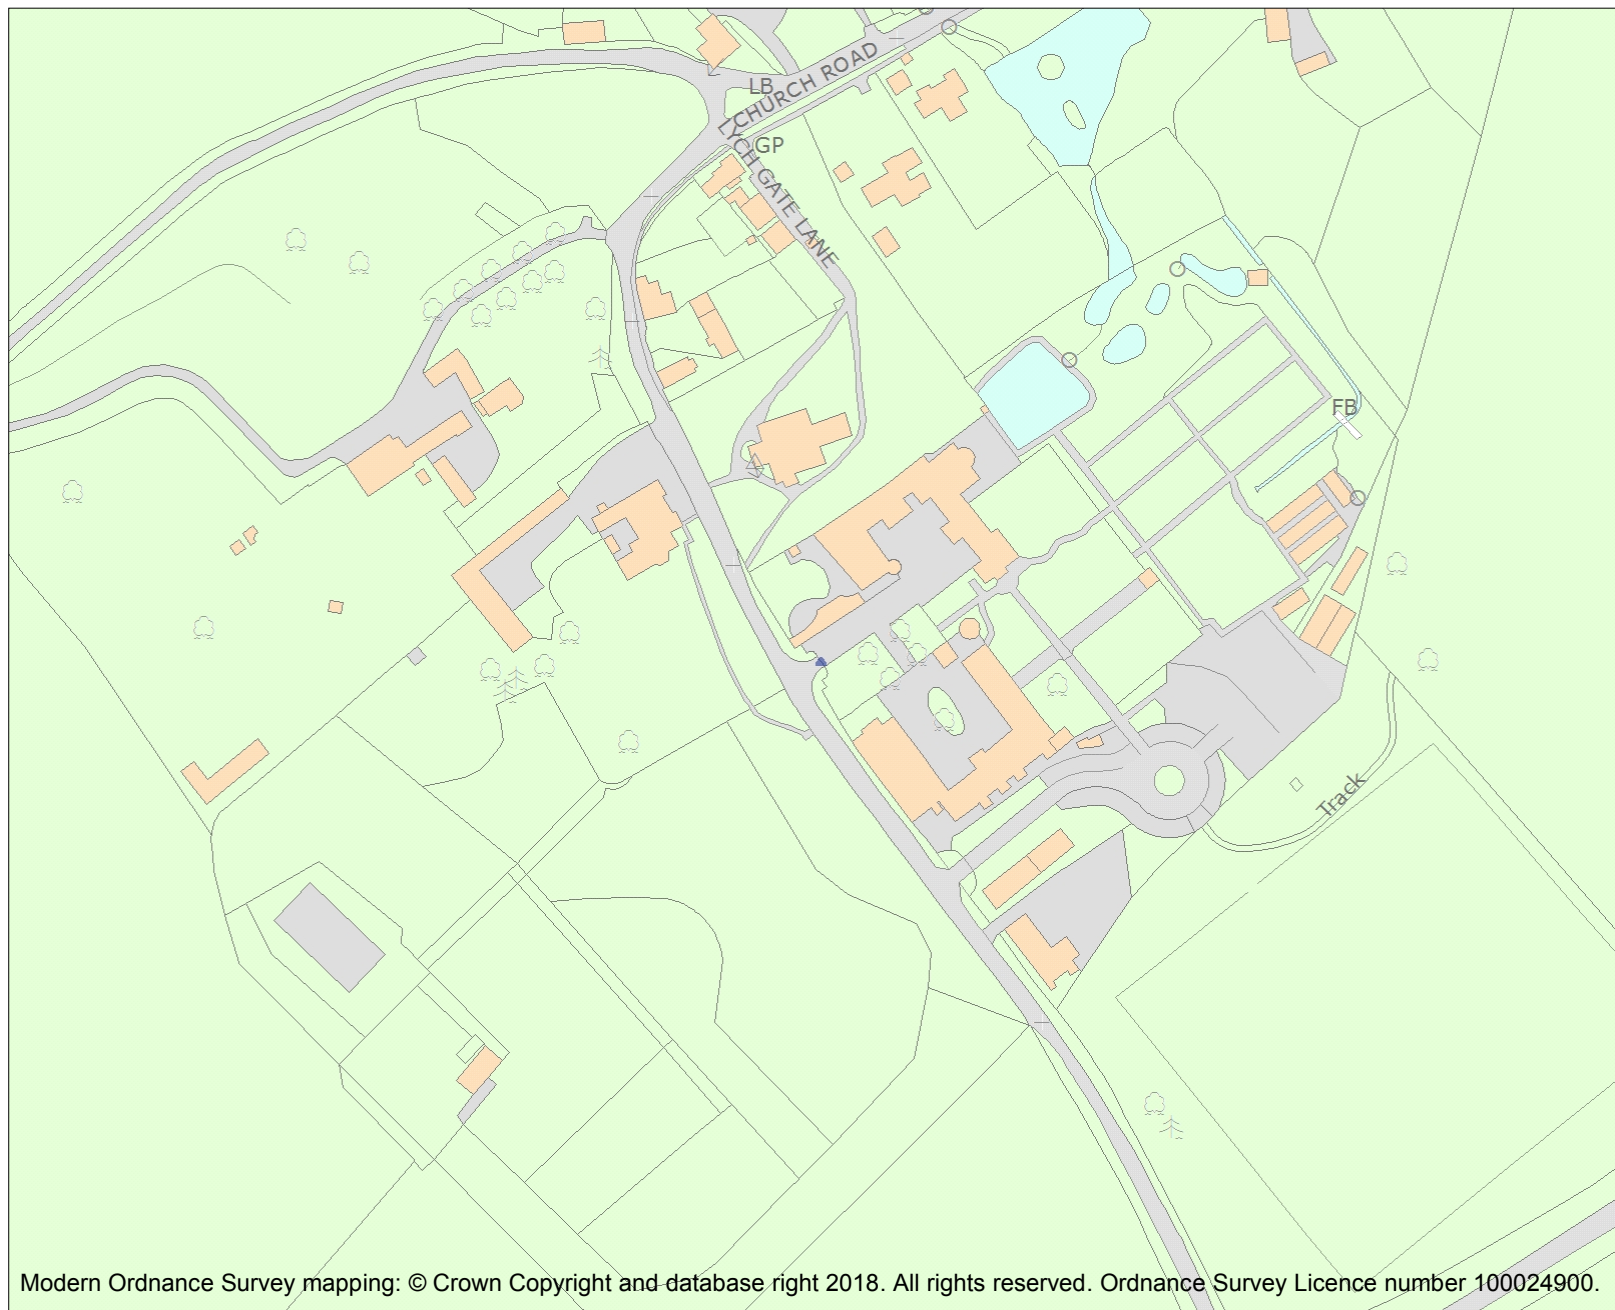 CHURCH ROAD
LB
LYCH GATE LANE
GP
FB
Track
Modern Ordnance Survey mapping: © Crown Copyright and database right 2018. All rights reserved. Ordnance Survey Licence number 100024900.